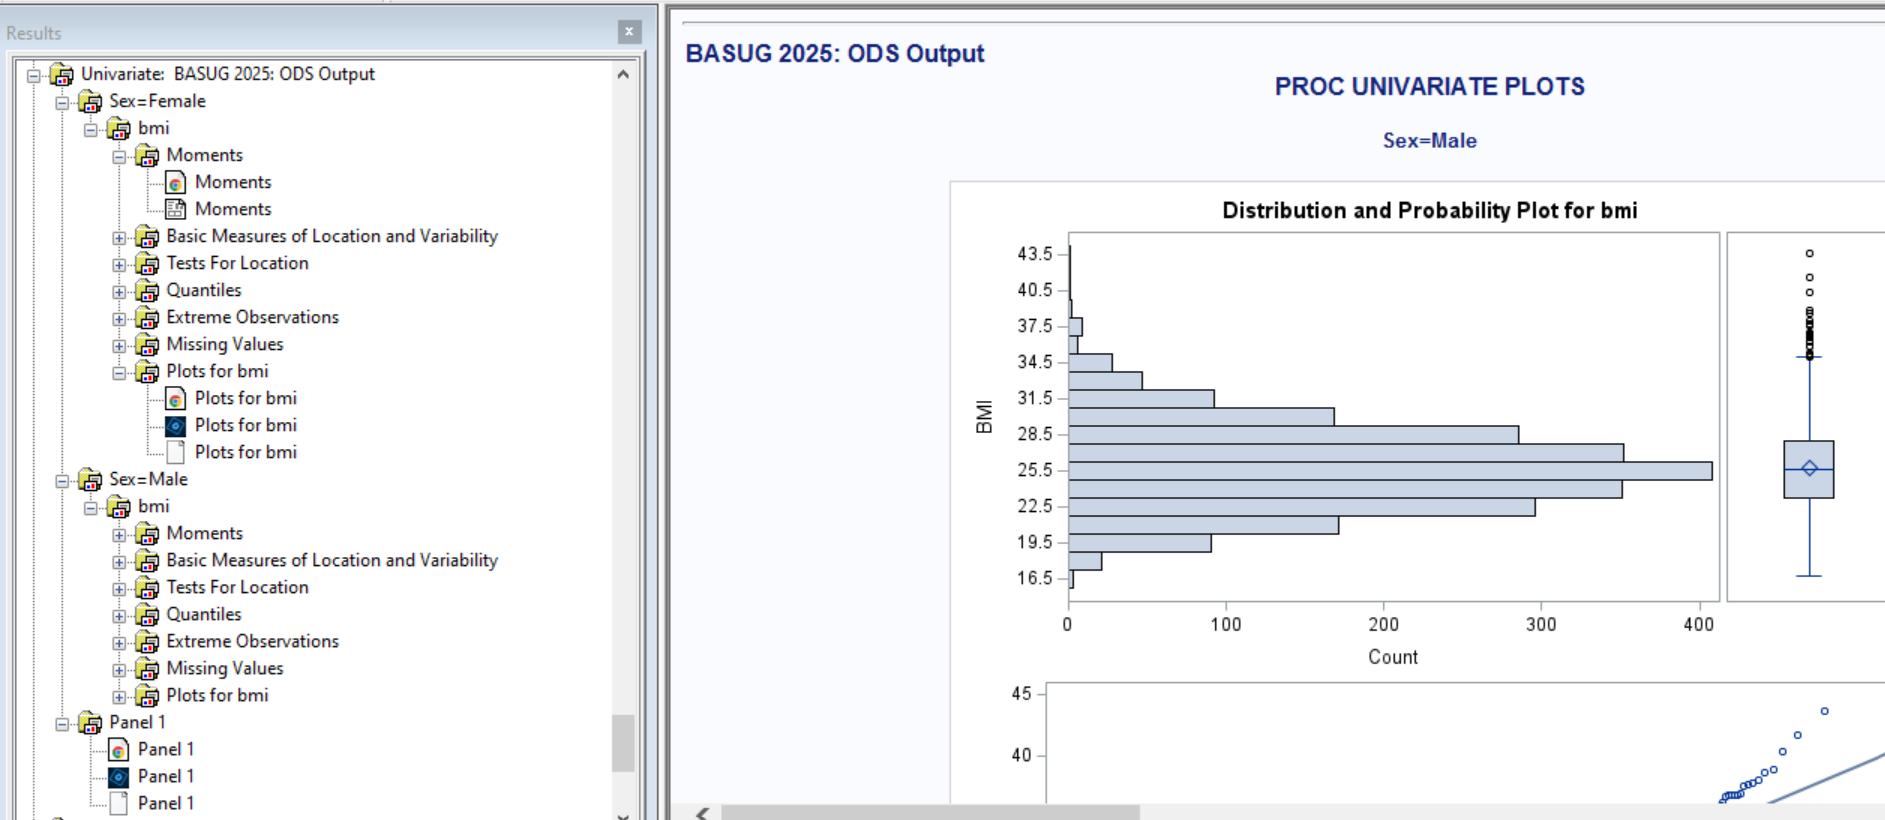 Results
x
Univariate: BASUG 2025: ODS Output
Sex=Female
bmi
Moments
Moments
Moments
Basic Measures of Location and Variability
Tests For Location
Quantiles
Extreme Observations
Missing Values
Plots for bmi
Plots for bmi
Plots for bmi
Plots for bmi
Sex=Male
bmi
Moments
Basic Measures of Location and Variability
Tests For Location
Quantiles
Extreme Observations
Missing Values
Plots for bmi
Panel 1
Panel 1
Panel 1
Panel 1
BASUG 2025: ODS Output
PROC UNIVARIATE PLOTS
Sex=Male
Distribution and Probability Plot for bmi
43.5
40.5
37.5
34.5
31.5
28.5
25.5
22.5
19.5
16.5
BMI
0 100 200 300 400
Count
45
40